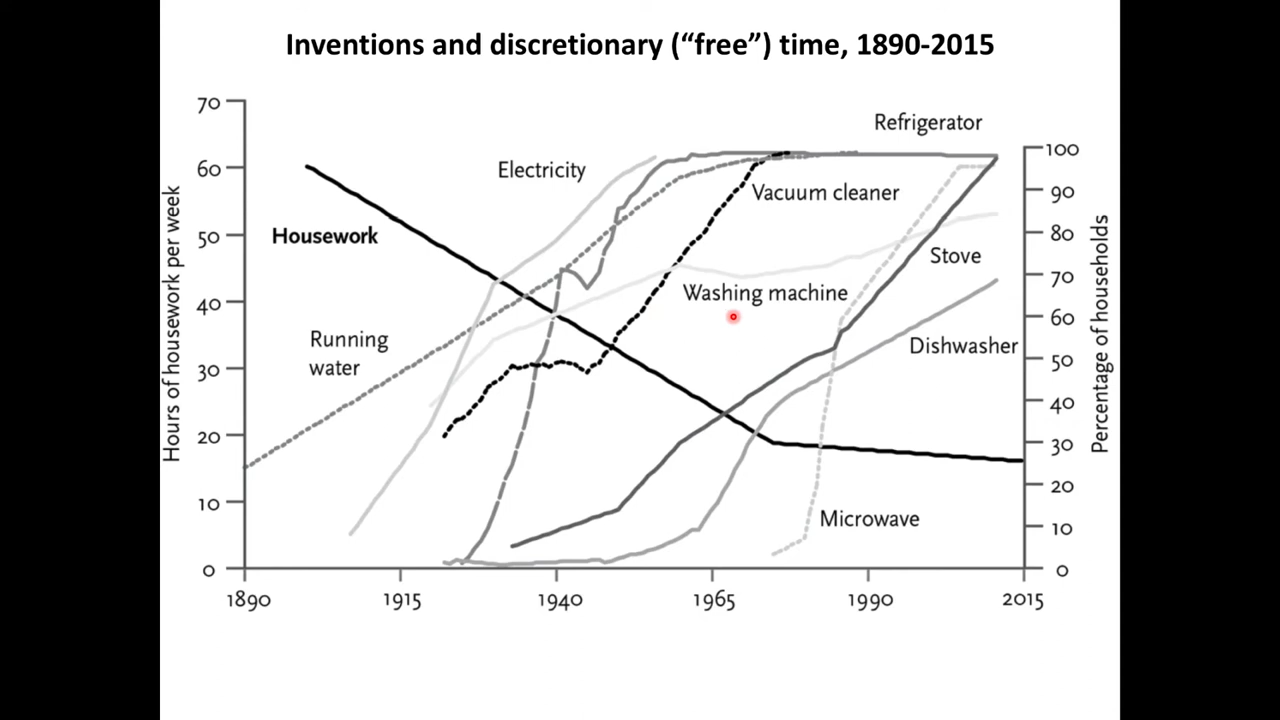 Inventions and discretionary (“free”) time, 1890-2015
Hours of housework per week
70
60
50
40
30
20
10
0
Housework
Electricity
Running
water
Refrigerator
Vacuum cleaner
Washing machine
Stove
Dishwasher
Microwave
100
90
80
70
60
50
40
30
20
10
0
Percentage of households
1890
1915
1940
1965
1990
2015